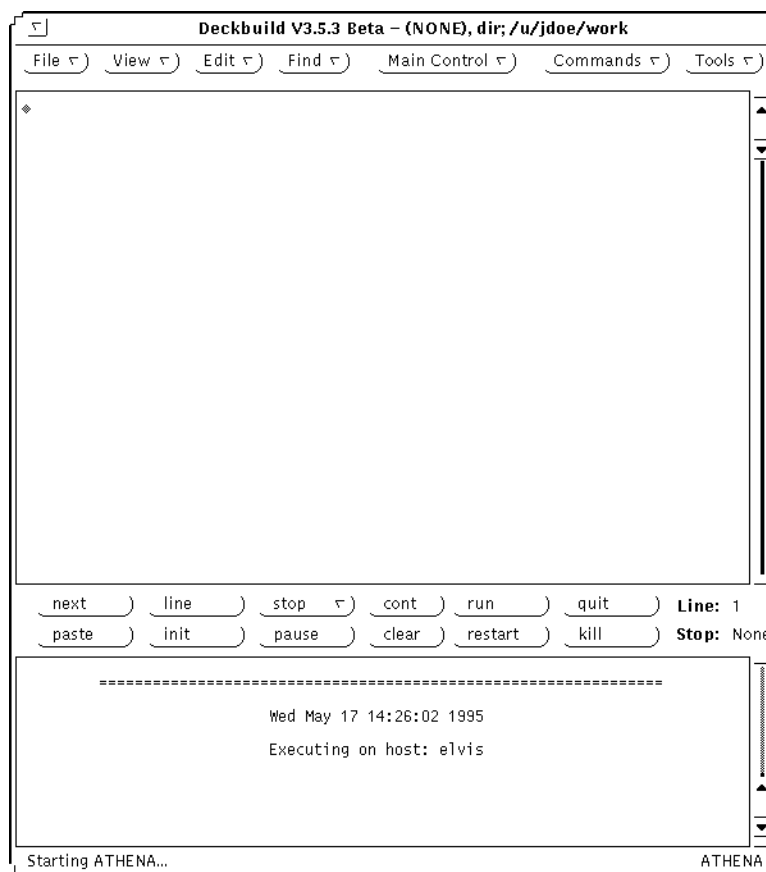 Deckbuild V3.5.3 Beta – (NONE), dir; /u/jdoe/work
File View Edit Find Main Control Commands Tools
next line stop cont run quit Line: 1
paste init pause clear restart kill Stop: None
===============================================================
Wed May 17 14:26:02 1995
Executing on host: elvis
Starting ATHENA... ATHENA